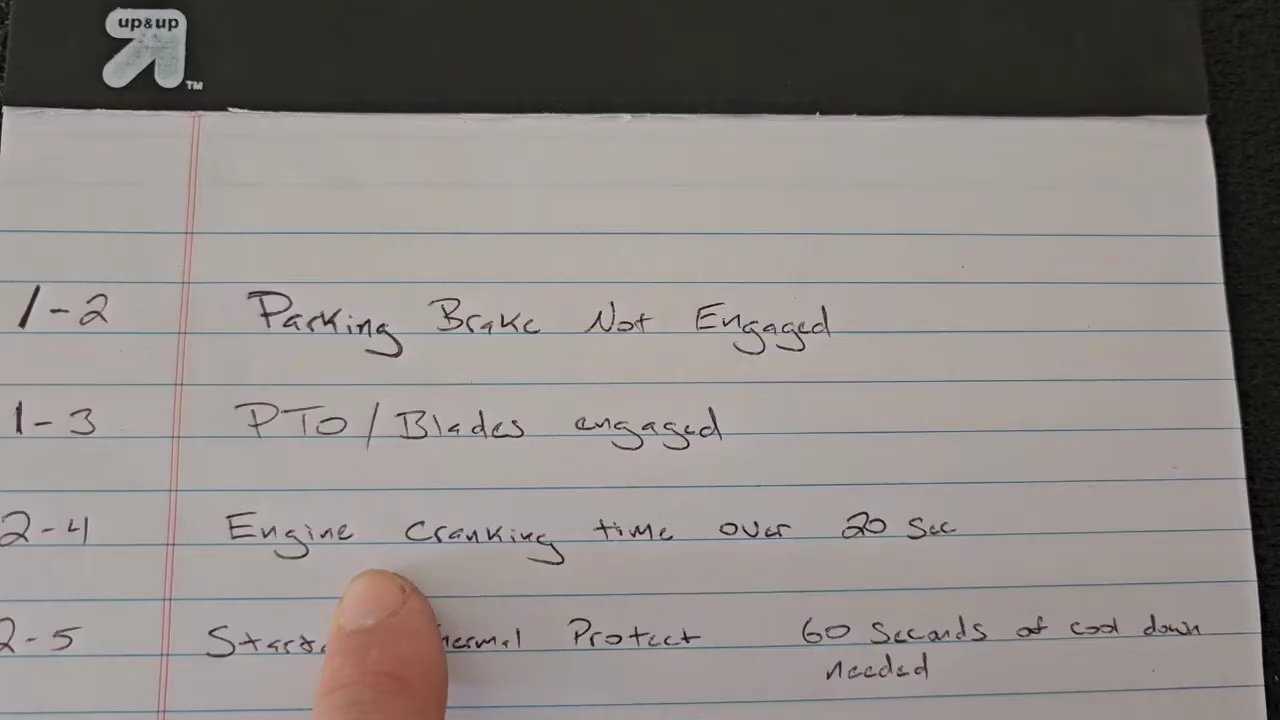 up&up
TM
1-2 Parking Brake Not Engaged
1-3 PTO/Blades engaged
2-4 Engine Cranking time over 20 Sec
2-5 Protect 60 Seconds of cool down
needed